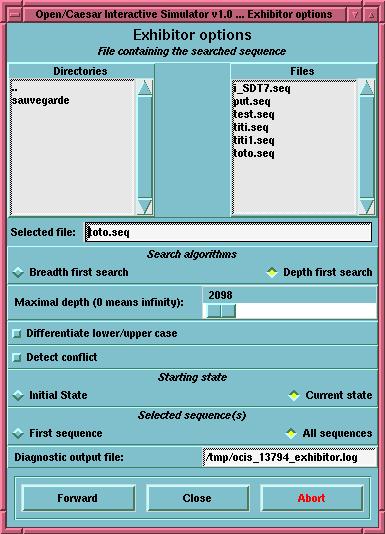 Open/Caesar Interactive Simulator v1.0 ... Exhibitor options
Exhibitor options
File containing the searched sequence
Directories
Files
..
sauvegarde
i_SDT7.seq
put.seq
test.seq
titi.seq
titi1.seq
toto.seq
Selected file: toto.seq
Search algorithms
Breadth first search Depth first search
2098
Maximal depth (0 means infinity):
Differentiate lower/upper case
Detect conflict
Starting state
Initial State Current state
Selected sequence(s)
First sequence All sequences
Diagnostic output file: /tmp/ocis_13794_exhibitor.log
Forward Close Abort